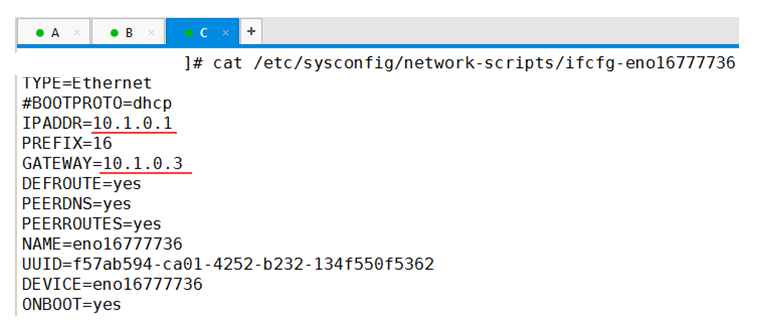 A × B × C × +
]# cat /etc/sysconfig/network-scripts/ifcfg-eno16777736
TYPE=Ethernet
#BOOTPROTO=dhcp
IPADDR=10.1.0.1
PREFIX=16
GATEWAY=10.1.0.3
DEFROUTE=yes
PEERDNS=yes
PEERROUTES=yes
NAME=eno16777736
UUID=f57ab594-ca01-4252-b232-134f550f5362
DEVICE=eno16777736
ONBOOT=yes